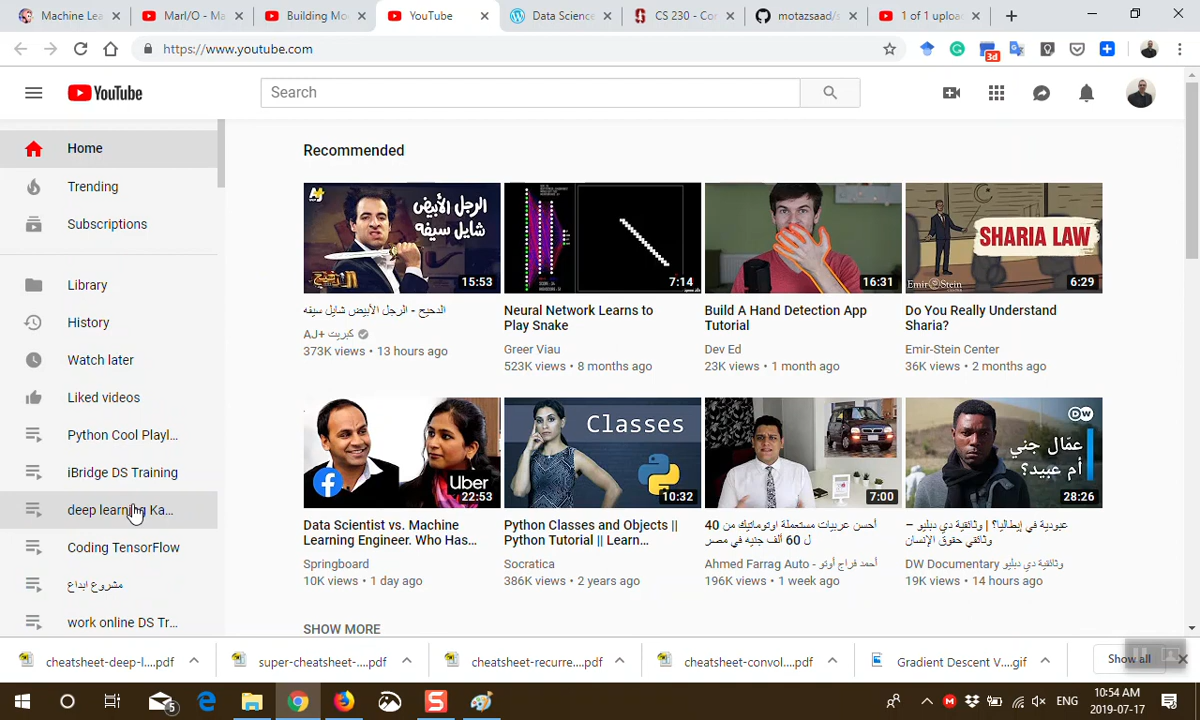 Machine Lea
MarI/O - Ma
Building Mo
YouTube
Data Science
CS 230 - Co
motazsaad/s
1 of 1 uploa
https://www.youtube.com
3d
YouTube
Search
Home
Trending
Subscriptions
Library
History
Watch later
Liked videos
Python Cool Playl...
iBridge DS Training
deep learning Ka...
Coding TensorFlow
مشروع ابداع
work online DS Tr...
Recommended
الرجل الأبيض
شايل سيفه
15:53
7:14
16:31
SHARIA LAW
Emir-Stein
6:29
الدحيح - الرجل الأبيض شايل سيفه
AJ+ كبريت
373K views • 13 hours ago
Neural Network Learns to
Play Snake
Greer Viau
523K views • 8 months ago
Build A Hand Detection App
Tutorial
Dev Ed
23K views • 1 month ago
Do You Really Understand
Sharia?
Emir-Stein Center
36K views • 2 months ago
Uber
22:53
Classes
10:32
7:00
DW
عمّال جني
أم عبيد؟
28:26
Data Scientist vs. Machine
Learning Engineer. Who Has...
Springboard
10K views • 1 day ago
Python Classes and Objects ||
Python Tutorial || Learn...
Socratica
386K views • 2 years ago
أحسن عربيات مستعملة اوتوماتيك من 40
ل 60 ألف جنيه في مصر
Ahmed Farrag Auto - أحمد فراج أوتو
196K views • 1 week ago
عبودية في إيطاليا؟ | وثائقية دي دبليو –
وثائقي حقوق الإنسان
DW Documentary وثائقية دي دبليو
19K views • 14 hours ago
SHOW MORE
cheatsheet-deep-l....pdf
super-cheatsheet-....pdf
cheatsheet-recurre....pdf
cheatsheet-convol....pdf
Gradient Descent V....gif
Show all
5
ENG
10:54 AM
2019-07-17